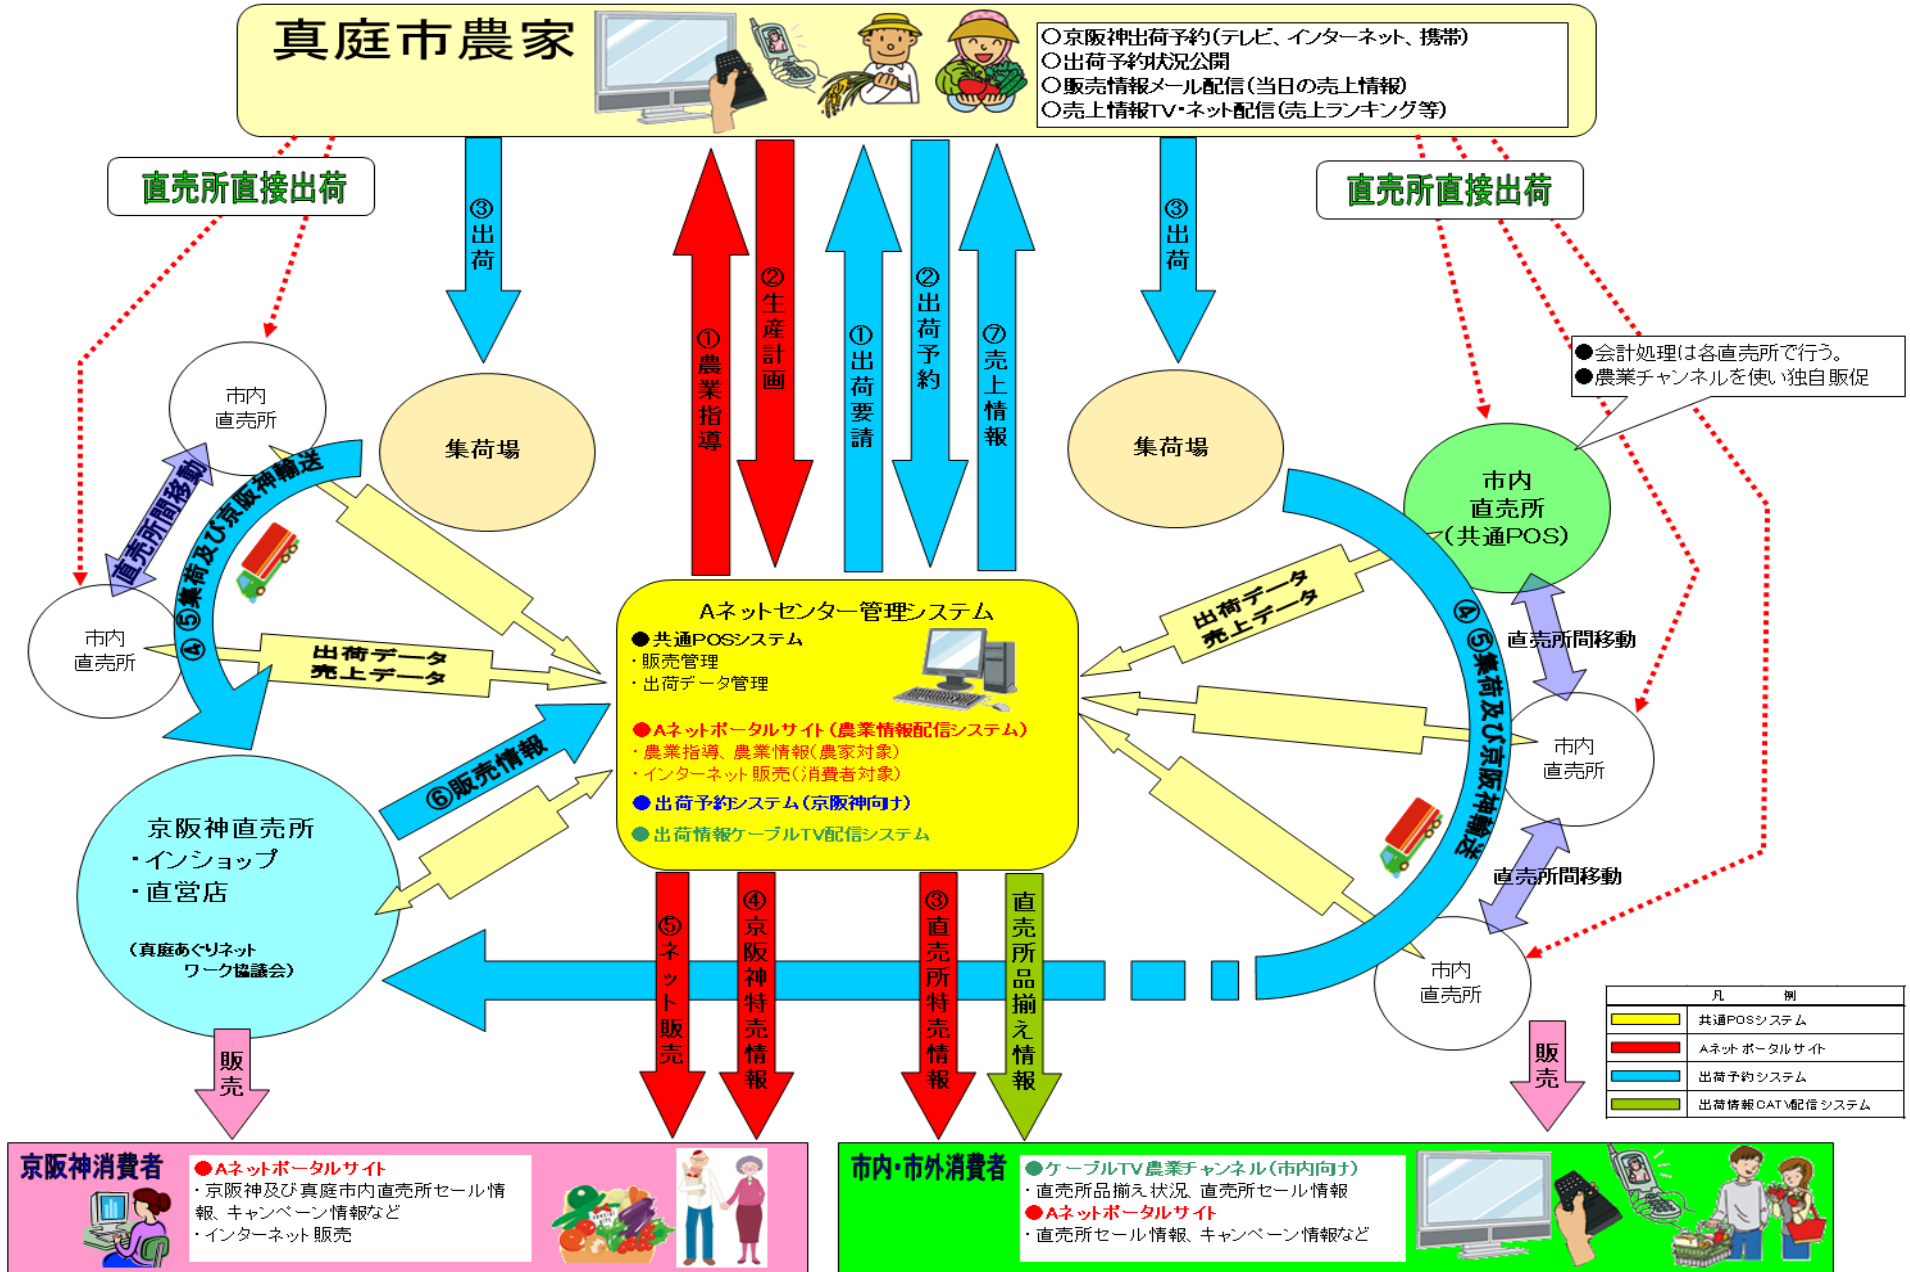 真庭市農家
○京阪神出荷予約(テレビ、インターネット、携帯)
○出荷予約状況公開
○販売情報メール配信(当日の売上情報)
○売上情報TV・ネット配信(売上ランキング等)
直売所直接出荷
直売所直接出荷
③出荷
①農業指導
②生産計画
①出荷要請
②出荷予約
⑦売上情報
③出荷
●会計処理は各直売所で行う。
●農業チャンネルを使い独自販促
市内
直売所
集荷場
集荷場
市内
直売所
(共通POS)
直売所間移動
④⑤集荷及び京阪神輸送
市内
直売所
出荷データ
売上データ
出荷データ
売上データ
Aネットセンター管理システム
●共通POSシステム
・販売管理
・出荷データ管理
●Aネットポータルサイト(農業情報配信システム)
・農業指導、農業情報(農家対象)
・インターネット販売(消費者対象)
●出荷予約システム(京阪神向け)
●出荷情報ケーブルTV配信システム
④⑤集荷及び京阪神輸送
直売所間移動
市内
直売所
直売所間移動
市内
直売所
⑥販売情報
京阪神直売所
・インショップ
・直営店
(真庭あぐりネット
ワーク協議会)
⑤ネット販売
④京阪神特売情報
③直売所特売情報
直売所品揃え情報
販売
販売
凡 例
共通POSシステム
Aネットポータルサイト
出荷予約システム
出荷情報CATV配信システム
京阪神消費者
●Aネットポータルサイト
・京阪神及び真庭市内直売所セール情
報、キャンペーン情報など
・インターネット販売
市内・市外消費者
●ケーブルTV農業チャンネル(市内向け)
・直売所品揃え状況、直売所セール情報
●Aネットポータルサイト
・直売所セール情報、キャンペーン情報など